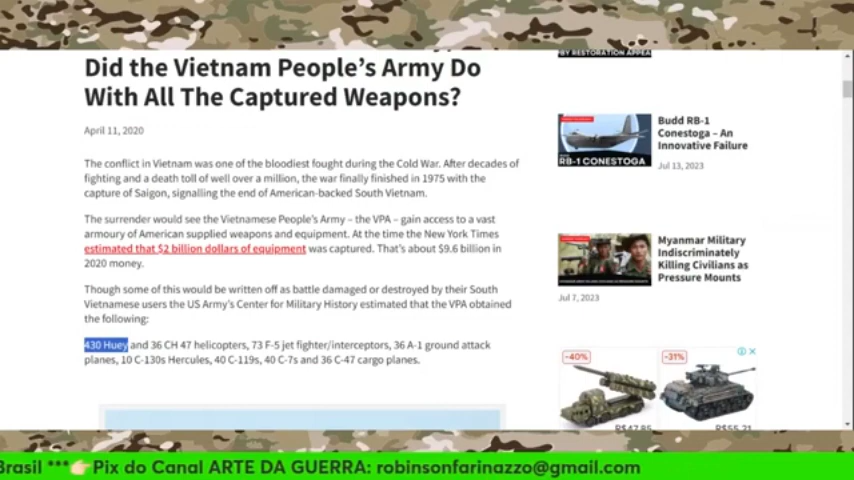 Did the Vietnam People's Army Do
With All The Captured Weapons?
April 11, 2020
The conflict in Vietnam was one of the bloodiest fought during the Cold War. After decades of
fighting and a death toll of well over a million, the war finally finished in 1975 with the
capture of Saigon, signalling the end of American-backed South Vietnam.
The surrender would see the Vietnamese People's Army – the VPA – gain access to a vast
armoury of American supplied weapons and equipment. At the time the New York Times
estimated that $2 billion dollars of equipment was captured. That's about $9.6 billion in
2020 money.
Though some of this would be written off as battle damaged or destroyed by their South
Vietnamese users the US Army's Center for Military History estimated that the VPA obtained
the following:
430 Huey and 36 CH 47 helicopters, 73 F-5 jet fighter/interceptors, 36 A-1 ground attack
planes, 10 C-130s Hercules, 40 C-119s, 40 C-7s and 36 C-47 cargo planes.
BY RESTORATION APPEA
RB-1 CONESTOGA
Budd RB-1
Conestoga – An
Innovative Failure
Jul 13, 2023
Myanmar Military
Indiscriminately
Killing Civilians as
Pressure Mounts
Jul 7, 2023
-40%
-31%
R$47,85
R$55,21
Brasil ***👉Pix do Canal ARTE DA GUERRA: robinsonfarinazzo@gmail.com